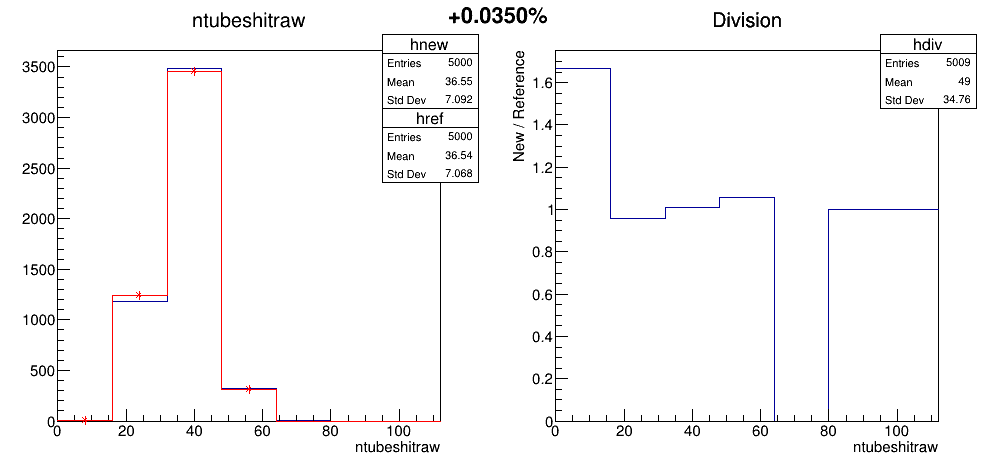 +0.0350%
ntubeshitraw
hnew
Entries 5000
Mean 36.55
Std Dev 7.092
href
Entries 5000
Mean 36.54
Std Dev 7.068
3500
3000
2500
2000
1500
1000
500
0
0 20 40 60 80 100
ntubeshitraw
Division
hdiv
Entries 5009
Mean 49
Std Dev 34.76
New / Reference
1.6
1.4
1.2
1
0.8
0.6
0.4
0.2
0
0 20 40 60 80 100
ntubeshitraw